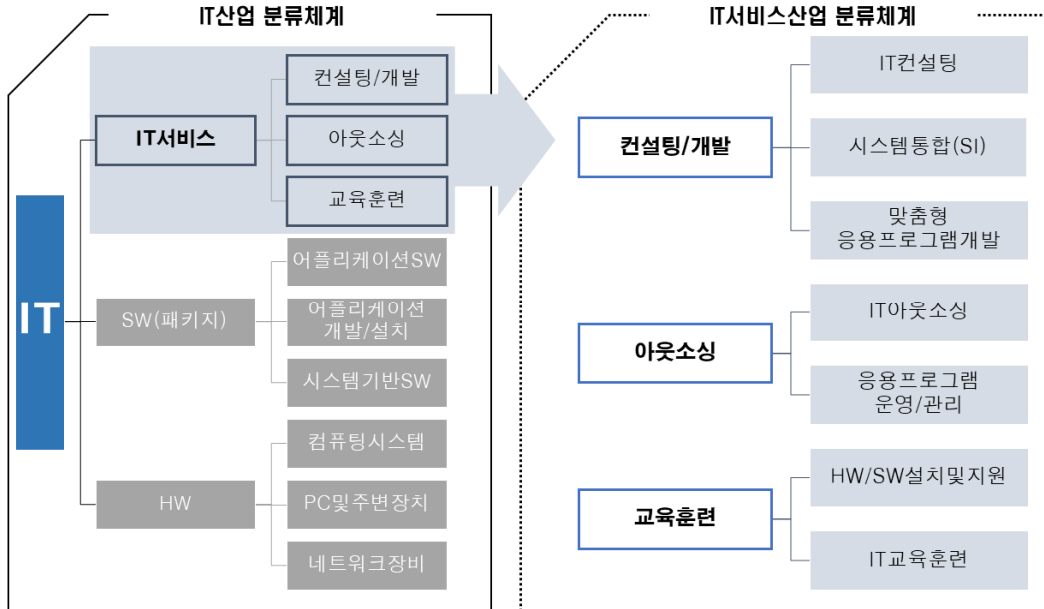 IT산업 분류체계
IT
IT서비스
컨설팅/개발
아웃소싱
교육훈련
SW(패키지)
어플리케이션SW
어플리케이션
개발/설치
시스템기반SW
HW
컴퓨팅시스템
PC및주변장치
네트워크장비
IT서비스산업 분류체계
컨설팅/개발
IT컨설팅
시스템통합(SI)
맞춤형
응용프로그램개발
아웃소싱
IT아웃소싱
응용프로그램
운영/관리
교육훈련
HW/SW설치및지원
IT교육훈련